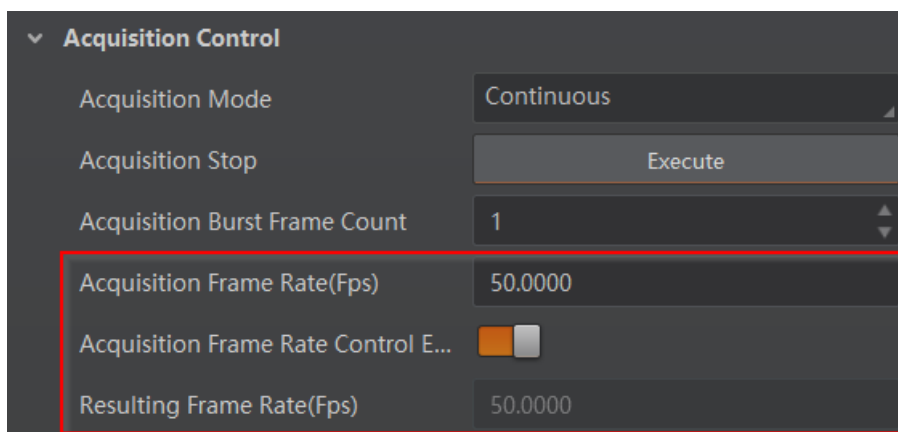 Acquisition Control
Acquisition Mode Continuous
Acquisition Stop Execute
Acquisition Burst Frame Count 1
Acquisition Frame Rate(Fps) 50.0000
Acquisition Frame Rate Control E...
Resulting Frame Rate(Fps) 50.0000